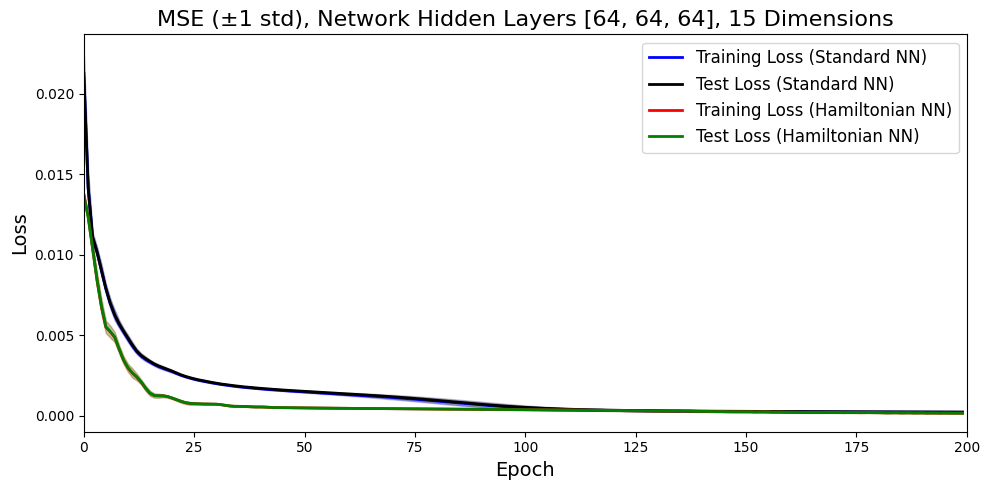 MSE (±1 std), Network Hidden Layers [64, 64, 64], 15 Dimensions
Training Loss (Standard NN)
Test Loss (Standard NN)
Training Loss (Hamiltonian NN)
Test Loss (Hamiltonian NN)
Loss
0.020
0.015
0.010
0.005
0.000
0 25 50 75 100 125 150 175 200
Epoch